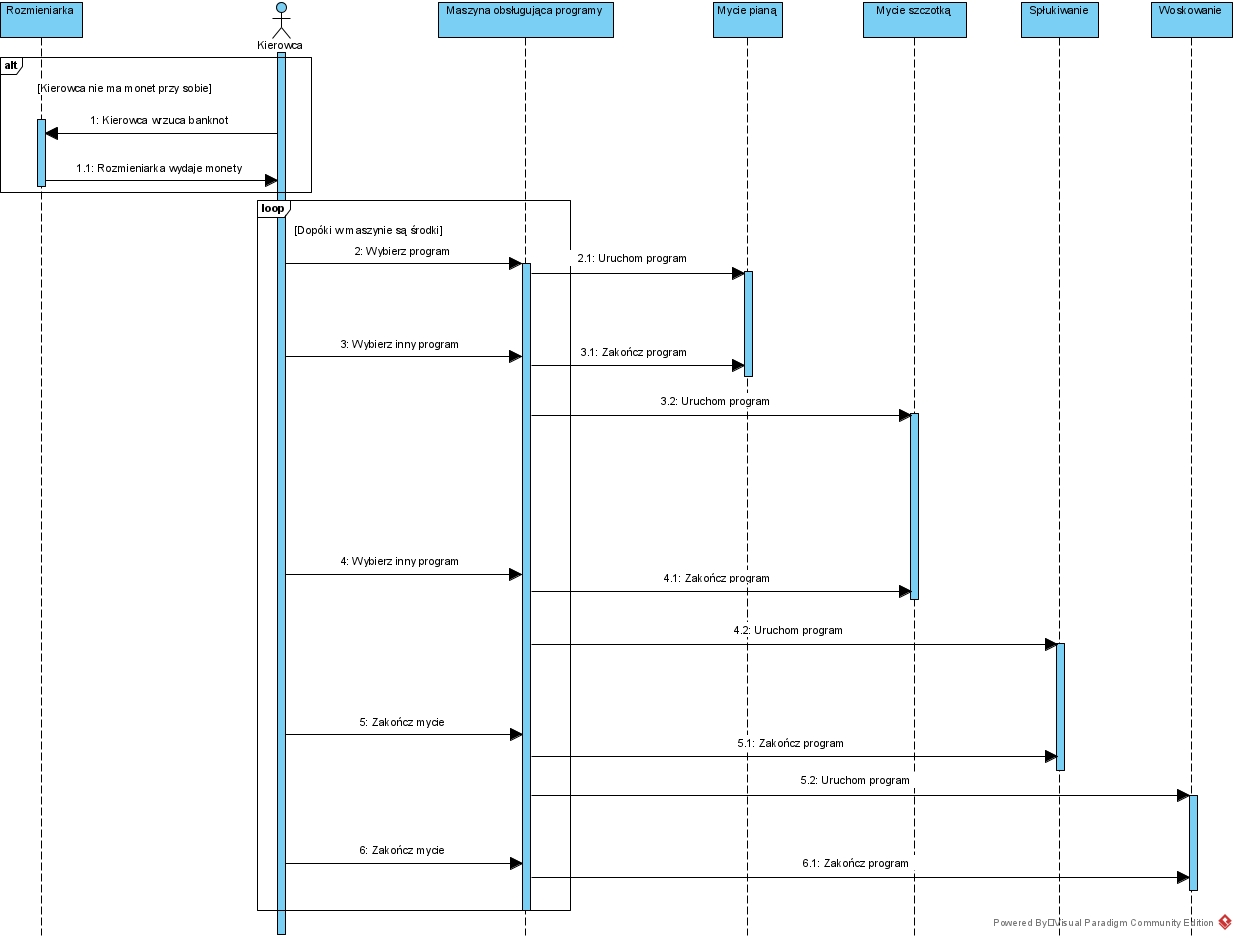 Rozmieniarka
Kierowca
Maszyna obsługująca programy
Mycie pianą
Mycie szczotką
Spłukiwanie
Woskowanie
alt
[Kierowca nie ma monet przy sobie]
1: Kierowca wrzuca banknot
1.1: Rozmieniarka wydaje monety
loop
[Dopóki w maszynie są środki]
2: Wybierz program
2.1: Uruchom program
3: Wybierz inny program
3.1: Zakończ program
3.2: Uruchom program
4: Wybierz inny program
4.1: Zakończ program
4.2: Uruchom program
5: Zakończ mycie
5.1: Zakończ program
5.2: Uruchom program
6: Zakończ mycie
6.1: Zakończ program
Powered By Visual Paradigm Community Edition